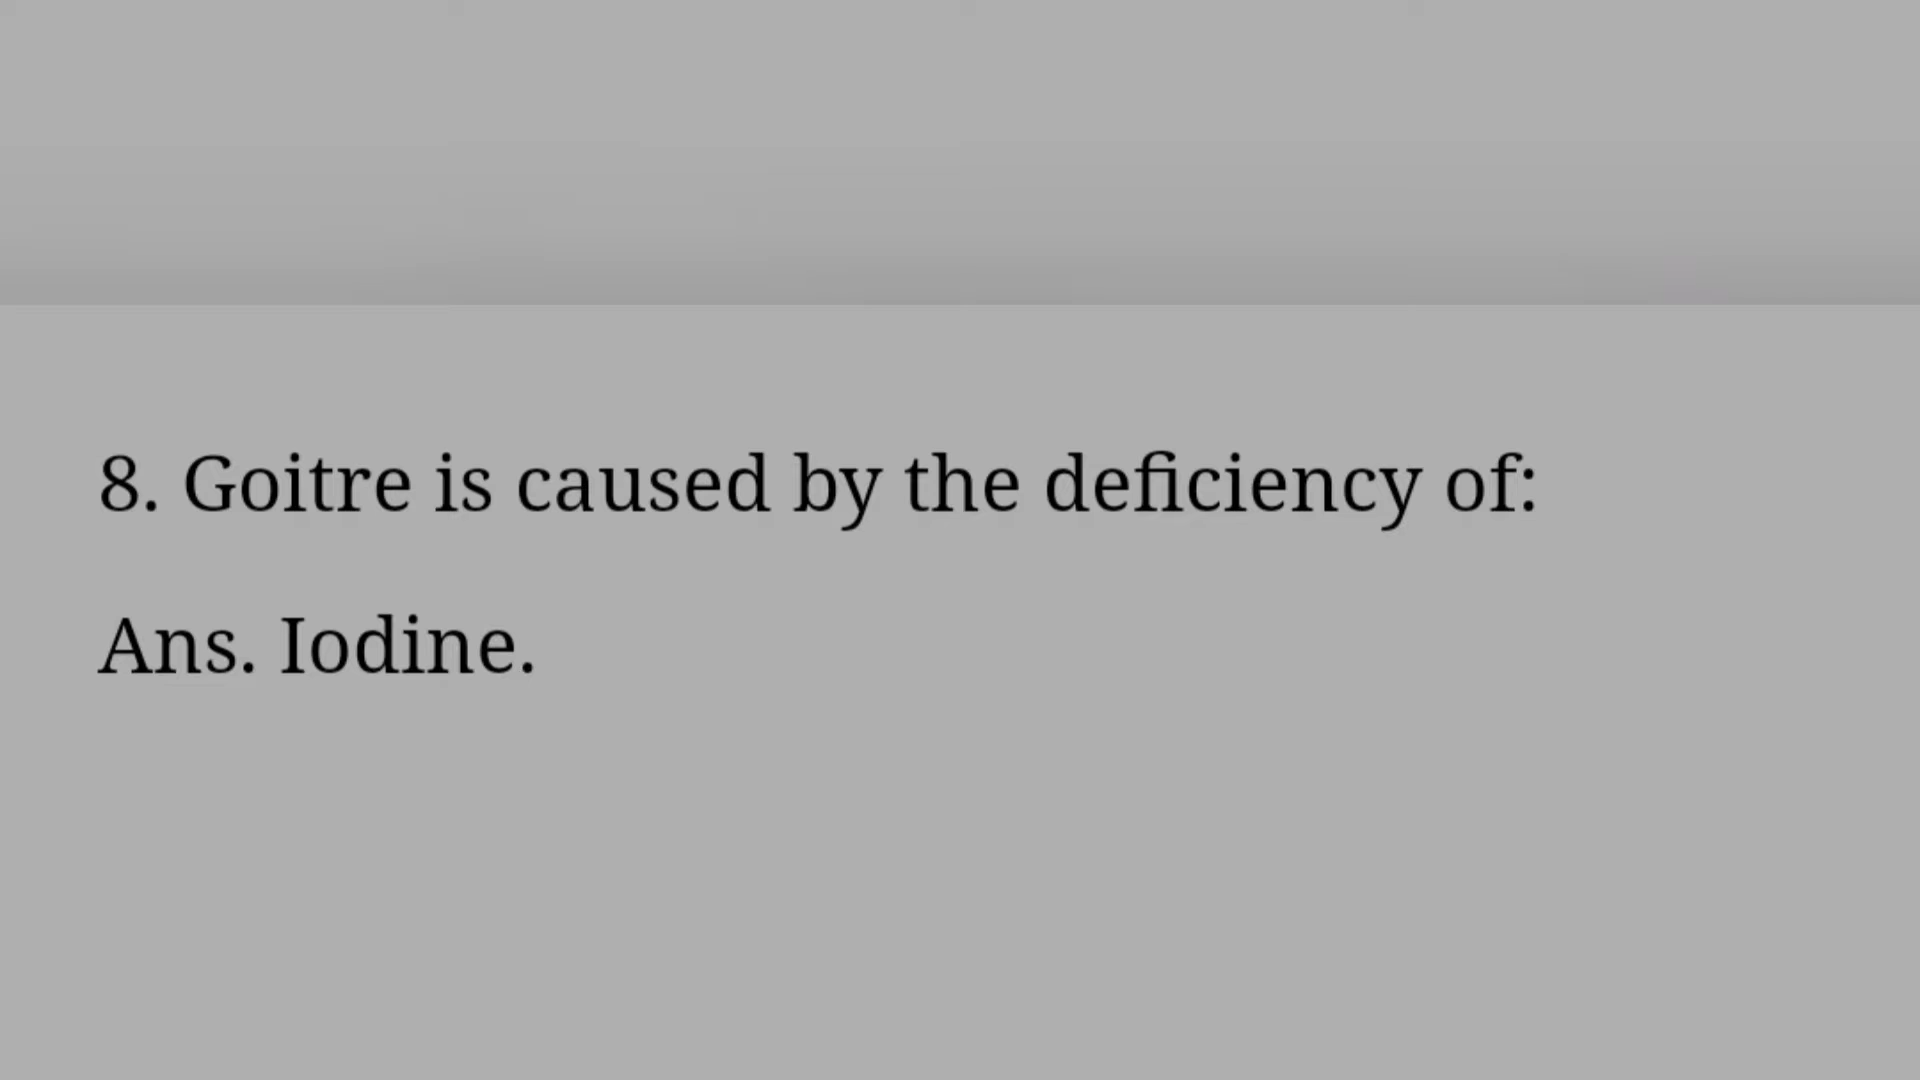 8. Goitre is caused by the deficiency of:
Ans. Iodine.